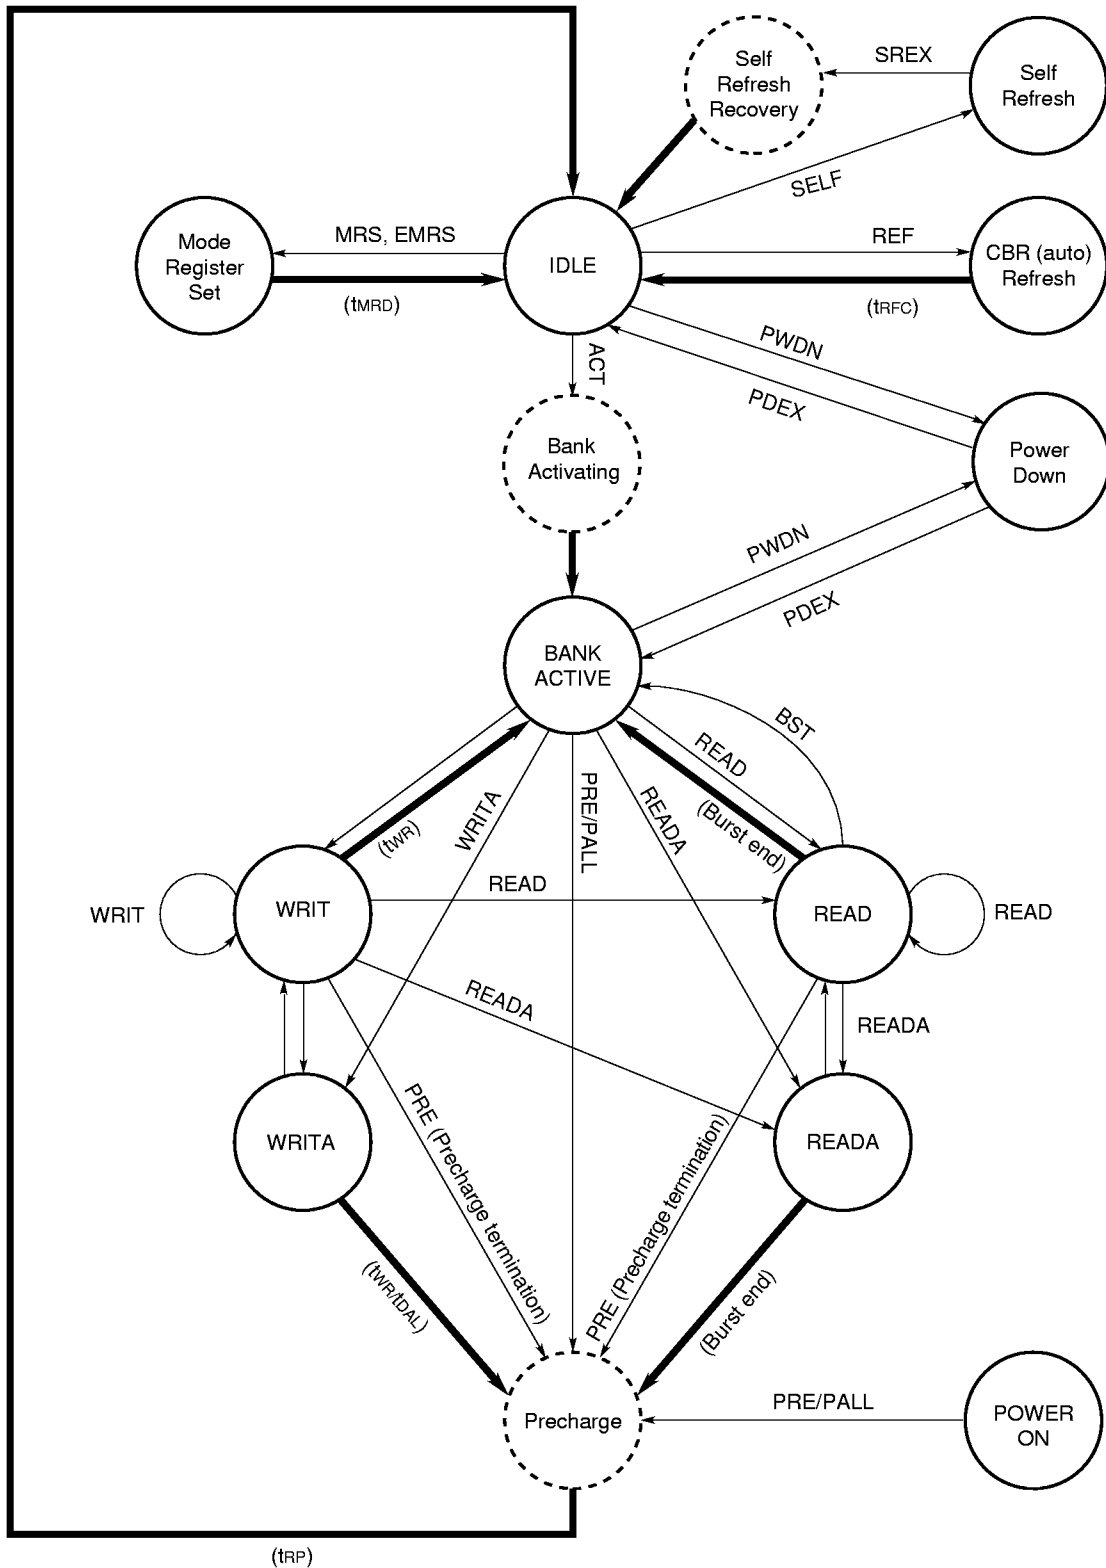 Self
Refresh
Recovery
SREX
Self
Refresh
SELF
Mode
Register
Set
MRS, EMRS
(tMRD)
IDLE
REF
(tRFC)
CBR (auto)
Refresh
ACT
PWDN
PDEX
Bank
Activating
Power
Down
PWDN
PDEX
BANK
ACTIVE
BST
READ
(Burst end)
(tWR)
WRITA
PRE/PALL
READA
WRIT
WRIT
READ
READ
READ
READA
READA
WRITA
READA
PRE (Precharge termination)
PRE (Precharge termination)
(tWR/tDAL)
(Burst end)
Precharge
PRE/PALL
POWER
ON
(tRP)